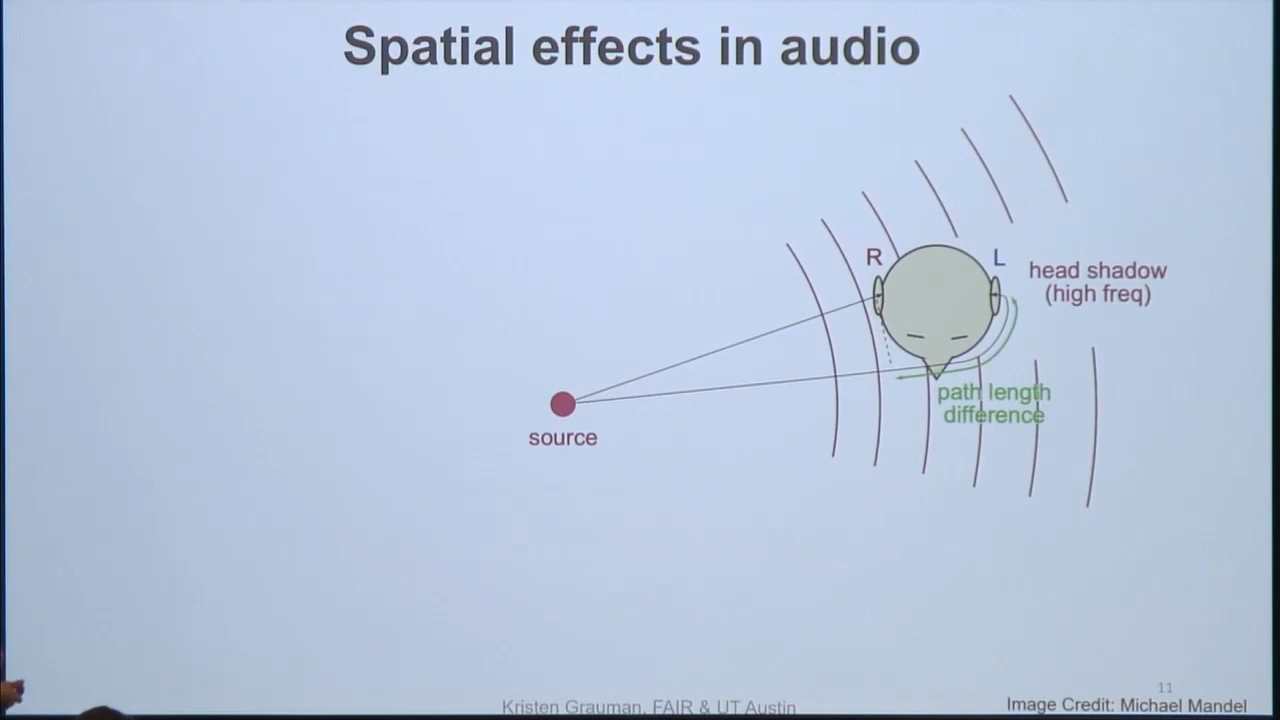 Spatial effects in audio
R
L
head shadow
(high freq)
path length
difference
source
11
Kristen Grauman, FAIR & UT Austin
Image Credit: Michael Mandel